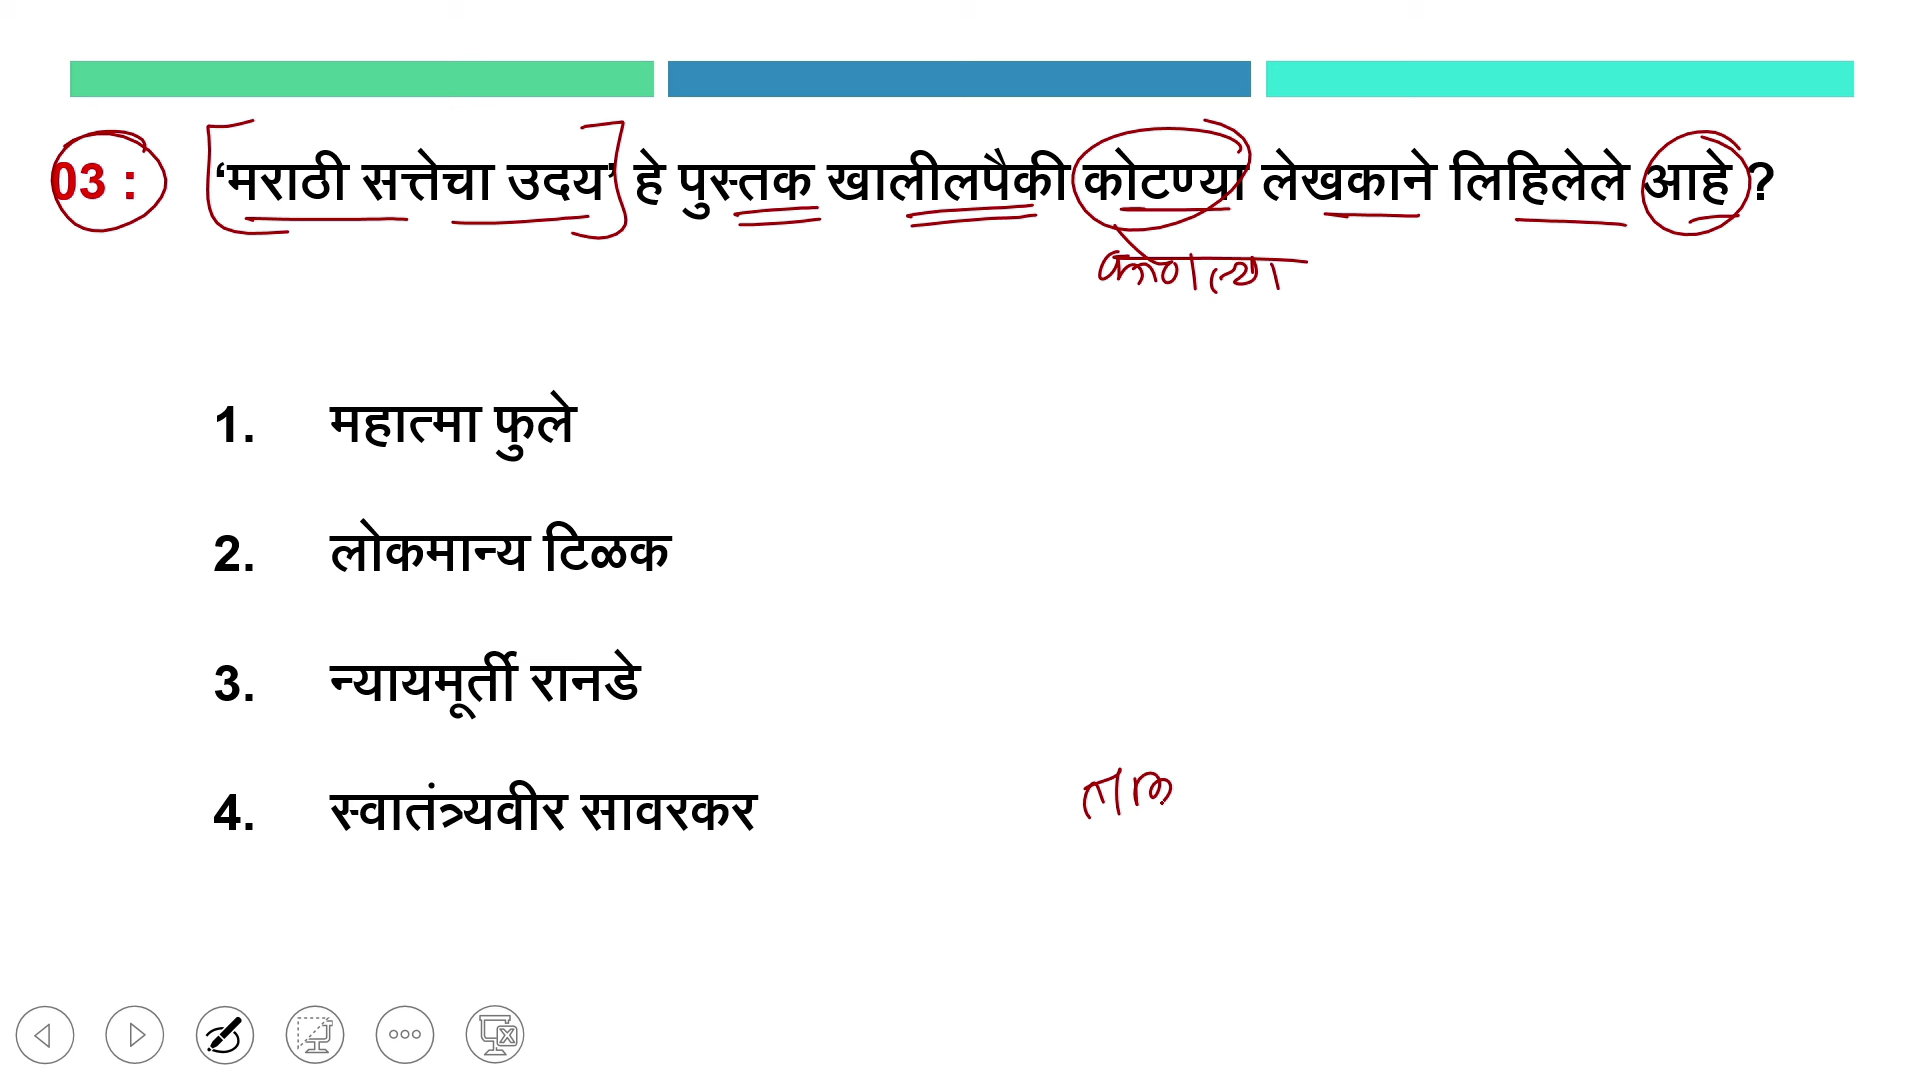 03 : ‘मराठी सत्तेचा उदय’ हे पुस्तक खालीलपैकी कोटण्या लेखकाने लिहिलेले आहे ?
कोणत्या
1. महात्मा फुले
2. लोकमान्य टिळक
3. न्यायमूर्ती रानडे
4. स्वातंत्र्यवीर सावरकर